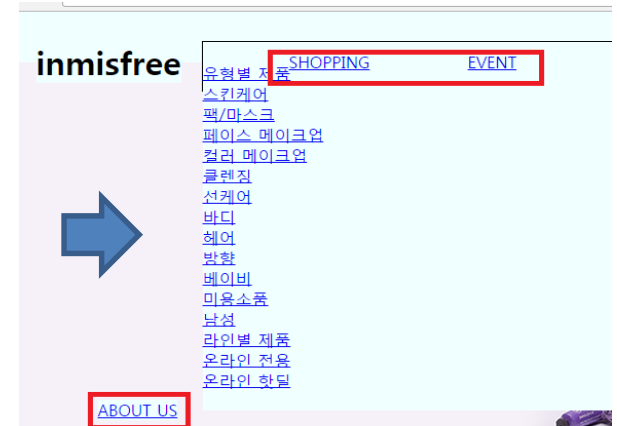 inmisfree
SHOPPING EVENT
유형별 제품
스킨케어
팩/마스크
페이스 메이크업
컬러 메이크업
클렌징
선케어
바디
헤어
방향
베이비
미용소품
남성
라인별 제품
온라인 전용
온라인 핫딜
ABOUT US